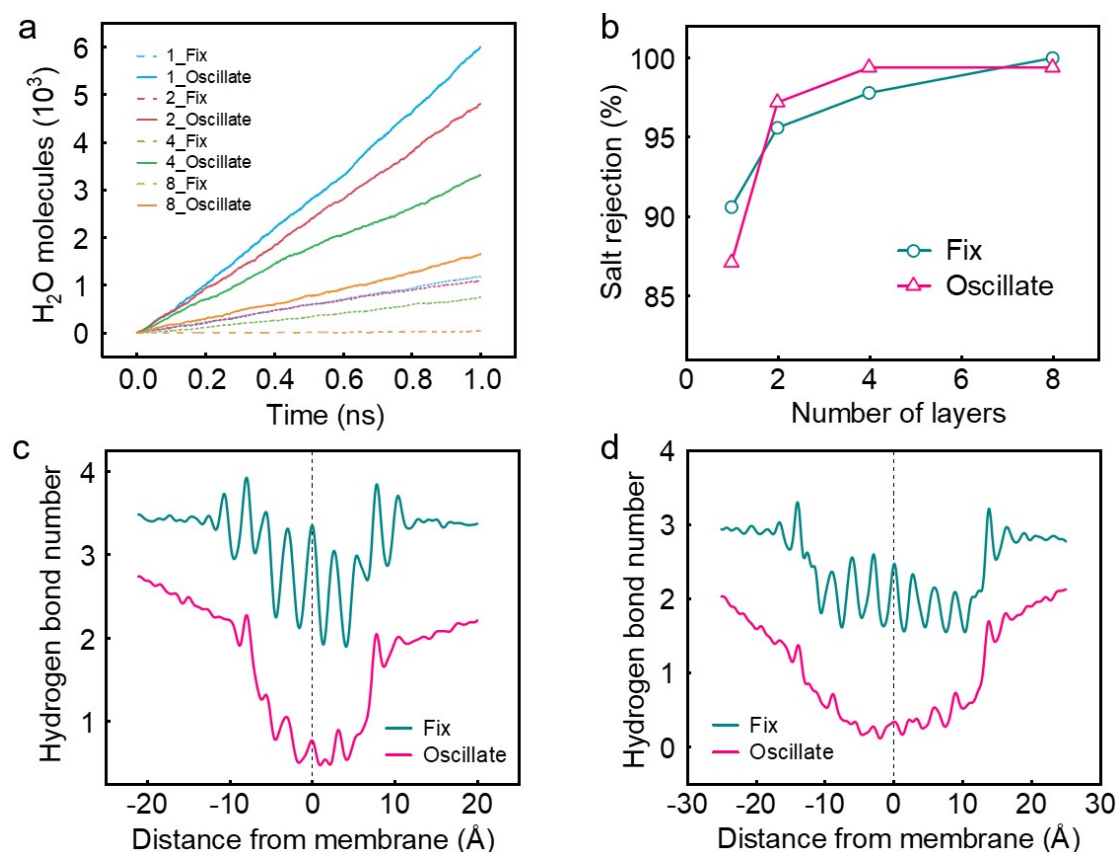 a
H₂O molecules (10³)
6
5
4
3
2
1
0
1_Fix
1_Oscillate
2_Fix
2_Oscillate
4_Fix
4_Oscillate
8_Fix
8_Oscillate
0.0 0.2 0.4 0.6 0.8 1.0
Time (ns)
b
Salt rejection (%)
100
95
90
85
Fix
Oscillate
0 2 4 6 8
Number of layers
c
Hydrogen bond number
4
3
2
1
Fix
Oscillate
-20 -10 0 10 20
Distance from membrane (Å)
d
Hydrogen bond number
4
3
2
1
0
Fix
Oscillate
-30 -20 -10 0 10 20 30
Distance from membrane (Å)